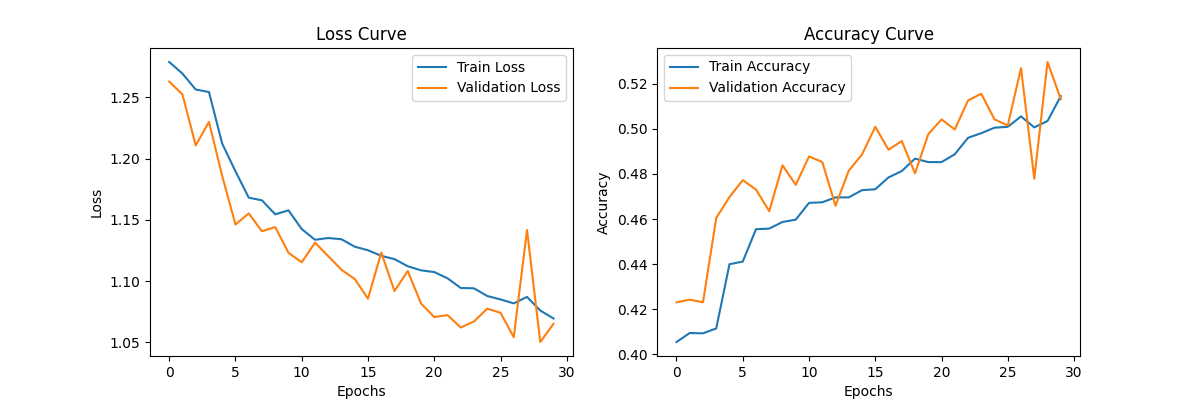 Loss Curve
Train Loss
Validation Loss
1.25
1.20
1.15
1.10
1.05
Loss
0
5
10
15
20
25
30
Epochs
Accuracy Curve
Train Accuracy
Validation Accuracy
0.52
0.50
0.48
0.46
0.44
0.42
0.40
Accuracy
0
5
10
15
20
25
30
Epochs